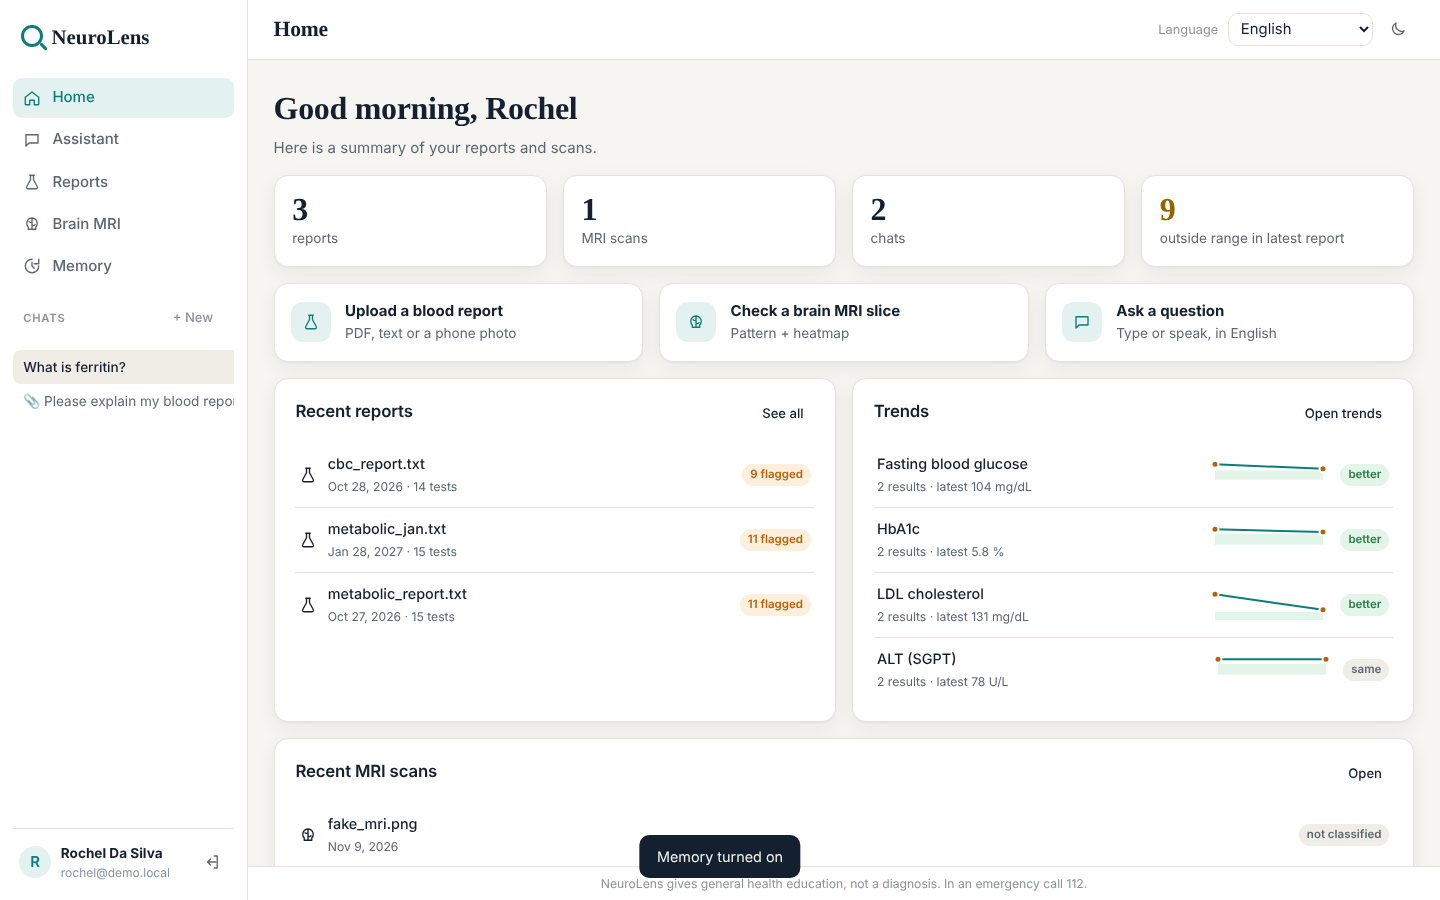 NeuroLens
Home
Assistant
Reports
Brain MRI
Memory
CHATS
+ New
What is ferritin?
📎 Please explain my blood repor
Rochel Da Silva
R
rochel@demo.local
Home
Language
English
Good morning, Rochel
Here is a summary of your reports and scans.
3
reports
1
MRI scans
2
chats
9
outside range in latest report
Upload a blood report
PDF, text or a phone photo
Check a brain MRI slice
Pattern + heatmap
Ask a question
Type or speak, in English
Recent reports
See all
cbc_report.txt
Oct 28, 2026 · 14 tests
9 flagged
metabolic_jan.txt
Jan 28, 2027 · 15 tests
11 flagged
metabolic_report.txt
Oct 27, 2026 · 15 tests
11 flagged
Trends
Open trends
Fasting blood glucose
2 results · latest 104 mg/dL
better
HbA1c
2 results · latest 5.8 %
better
LDL cholesterol
2 results · latest 131 mg/dL
better
ALT (SGPT)
2 results · latest 78 U/L
same
Recent MRI scans
Open
fake_mri.png
Nov 9, 2026
not classified
Memory turned on
NeuroLens gives general health education, not a diagnosis. In an emergency call 112.